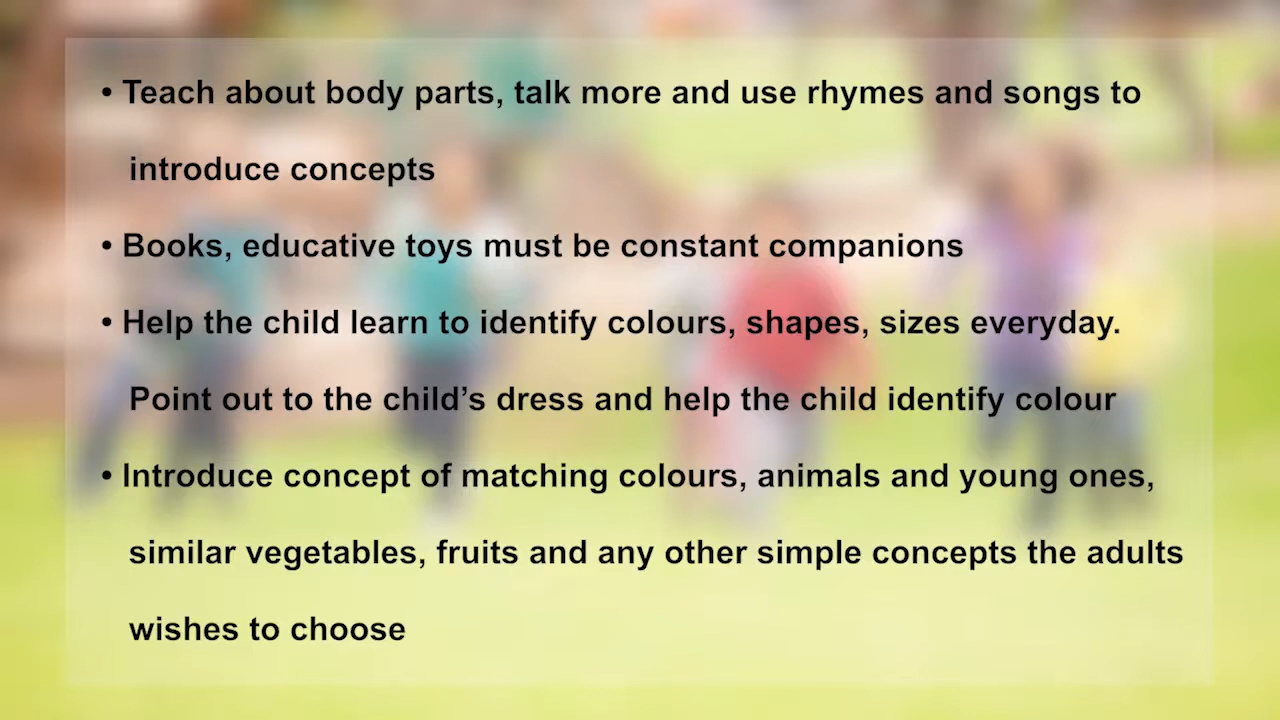 • Teach about body parts, talk more and use rhymes and songs to
introduce concepts
• Books, educative toys must be constant companions
• Help the child learn to identify colours, shapes, sizes everyday.
Point out to the child’s dress and help the child identify colour
• Introduce concept of matching colours, animals and young ones,
similar vegetables, fruits and any other simple concepts the adults
wishes to choose